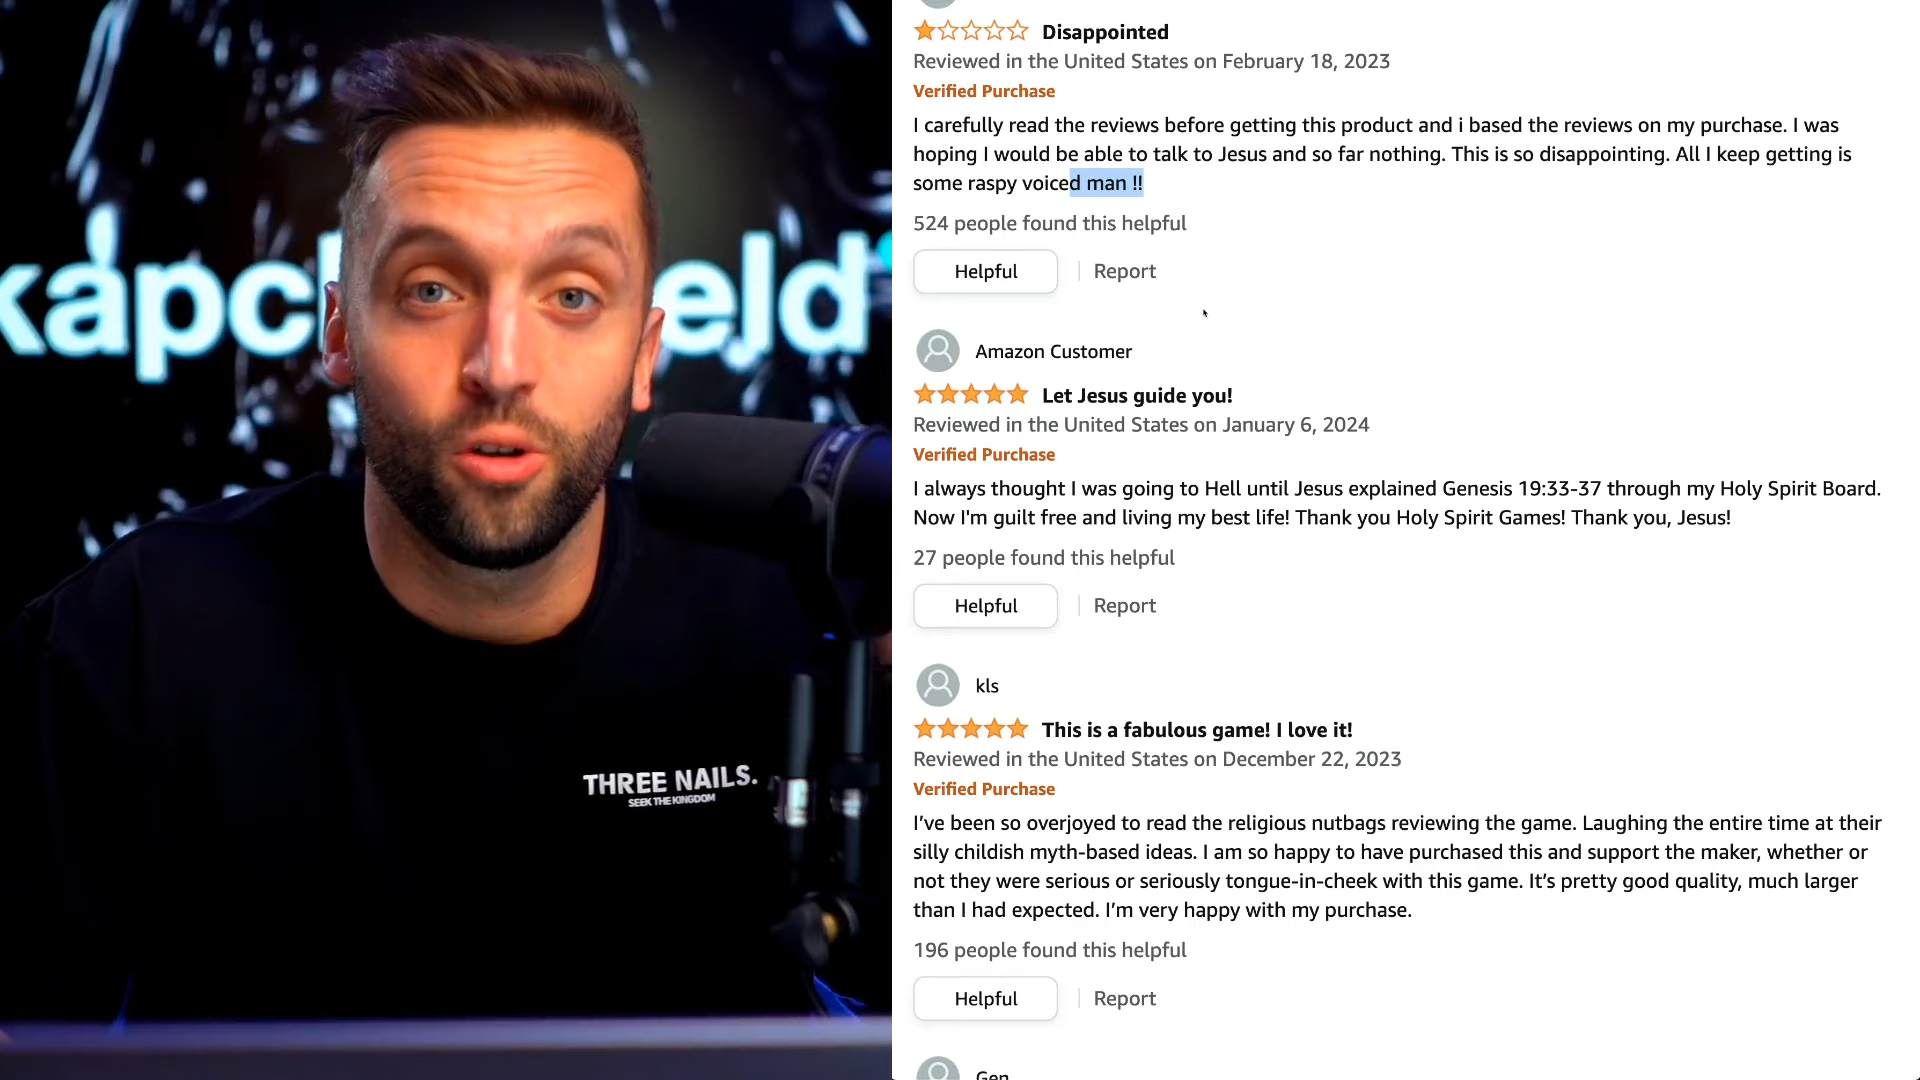 kapch eld
THREE NAILS.
SEEK THE KINGDOM
Disappointed
Reviewed in the United States on February 18, 2023
Verified Purchase
I carefully read the reviews before getting this product and i based the reviews on my purchase. I was
hoping I would be able to talk to Jesus and so far nothing. This is so disappointing. All I keep getting is
some raspy voiced man !!
524 people found this helpful
Helpful
Report
Amazon Customer
Let Jesus guide you!
Reviewed in the United States on January 6, 2024
Verified Purchase
I always thought I was going to Hell until Jesus explained Genesis 19:33-37 through my Holy Spirit Board.
Now I'm guilt free and living my best life! Thank you Holy Spirit Games! Thank you, Jesus!
27 people found this helpful
Helpful
Report
kls
This is a fabulous game! I love it!
Reviewed in the United States on December 22, 2023
Verified Purchase
I’ve been so overjoyed to read the religious nutbags reviewing the game. Laughing the entire time at their
silly childish myth-based ideas. I am so happy to have purchased this and support the maker, whether or
not they were serious or seriously tongue-in-cheek with this game. It’s pretty good quality, much larger
than I had expected. I’m very happy with my purchase.
196 people found this helpful
Helpful
Report
Gen